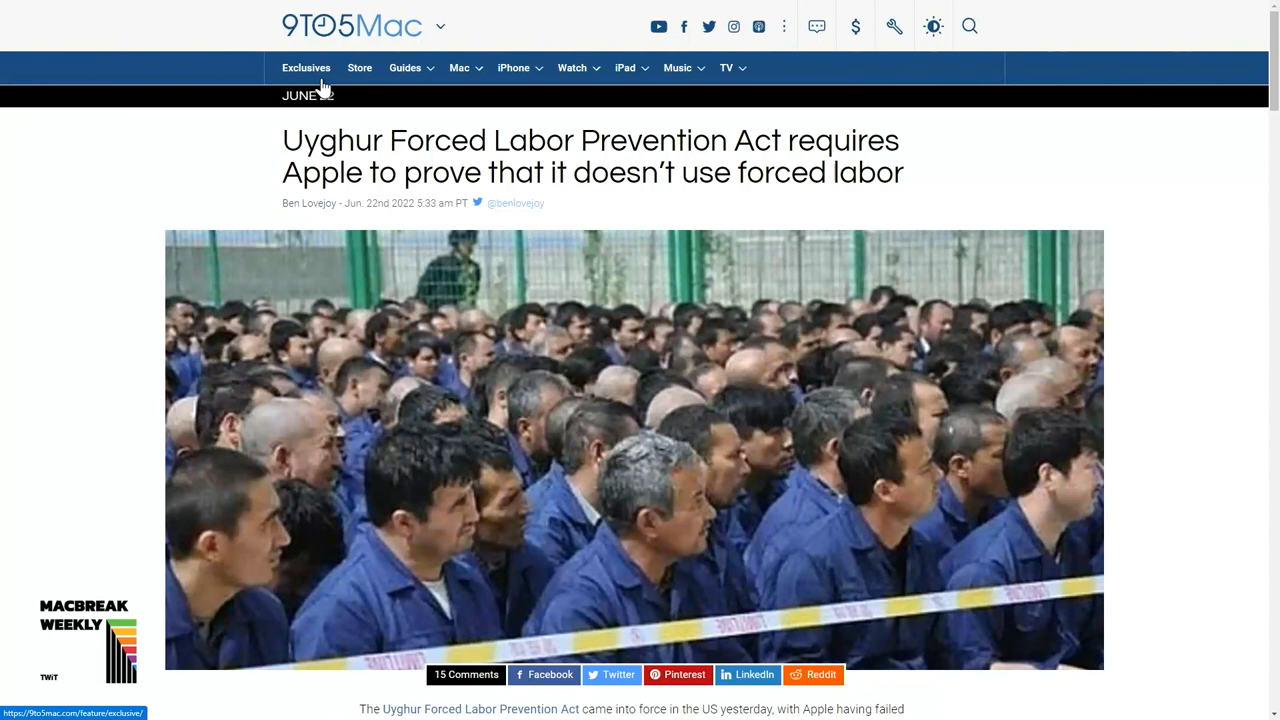 9TO5Mac
Exclusives Store Guides Mac iPhone Watch iPad Music TV
JUNE 22
Uyghur Forced Labor Prevention Act requires
Apple to prove that it doesn’t use forced labor
Ben Lovejoy - Jun. 22nd 2022 5:33 am PT @benlovejoy
MACBREAK
WEEKLY
TWiT
15 Comments Facebook Twitter Pinterest LinkedIn Reddit
The Uyghur Forced Labor Prevention Act came into force in the US yesterday, with Apple having failed
https://9to5mac.com/feature/exclusive/